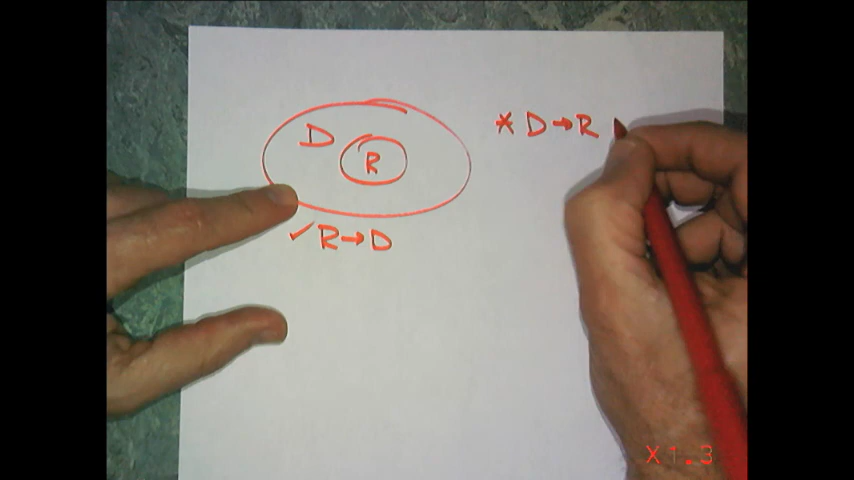 D
R
✓R→D
* D→R
X1.3